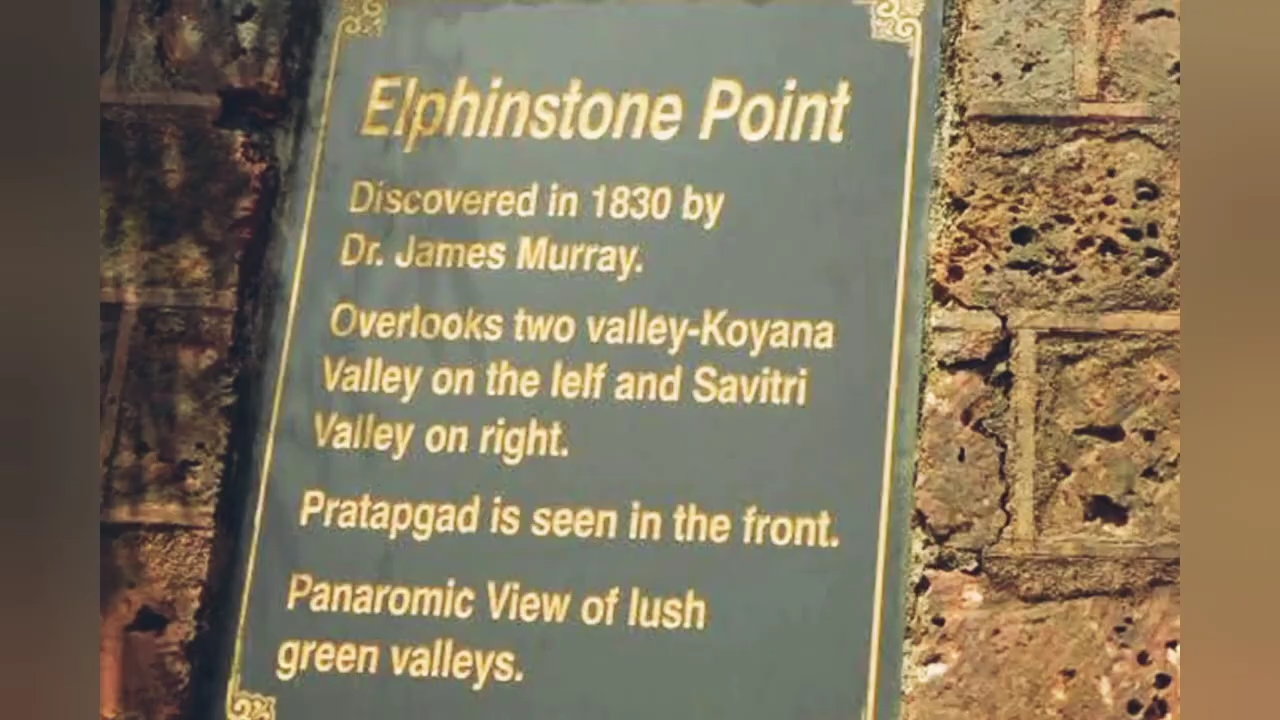 Elphinstone Point
Discovered in 1830 by
Dr. James Murray.
Overlooks two valley-Koyana
Valley on the lelf and Savitri
Valley on right.
Pratapgad is seen in the front.
Panaromic View of lush
green valleys.